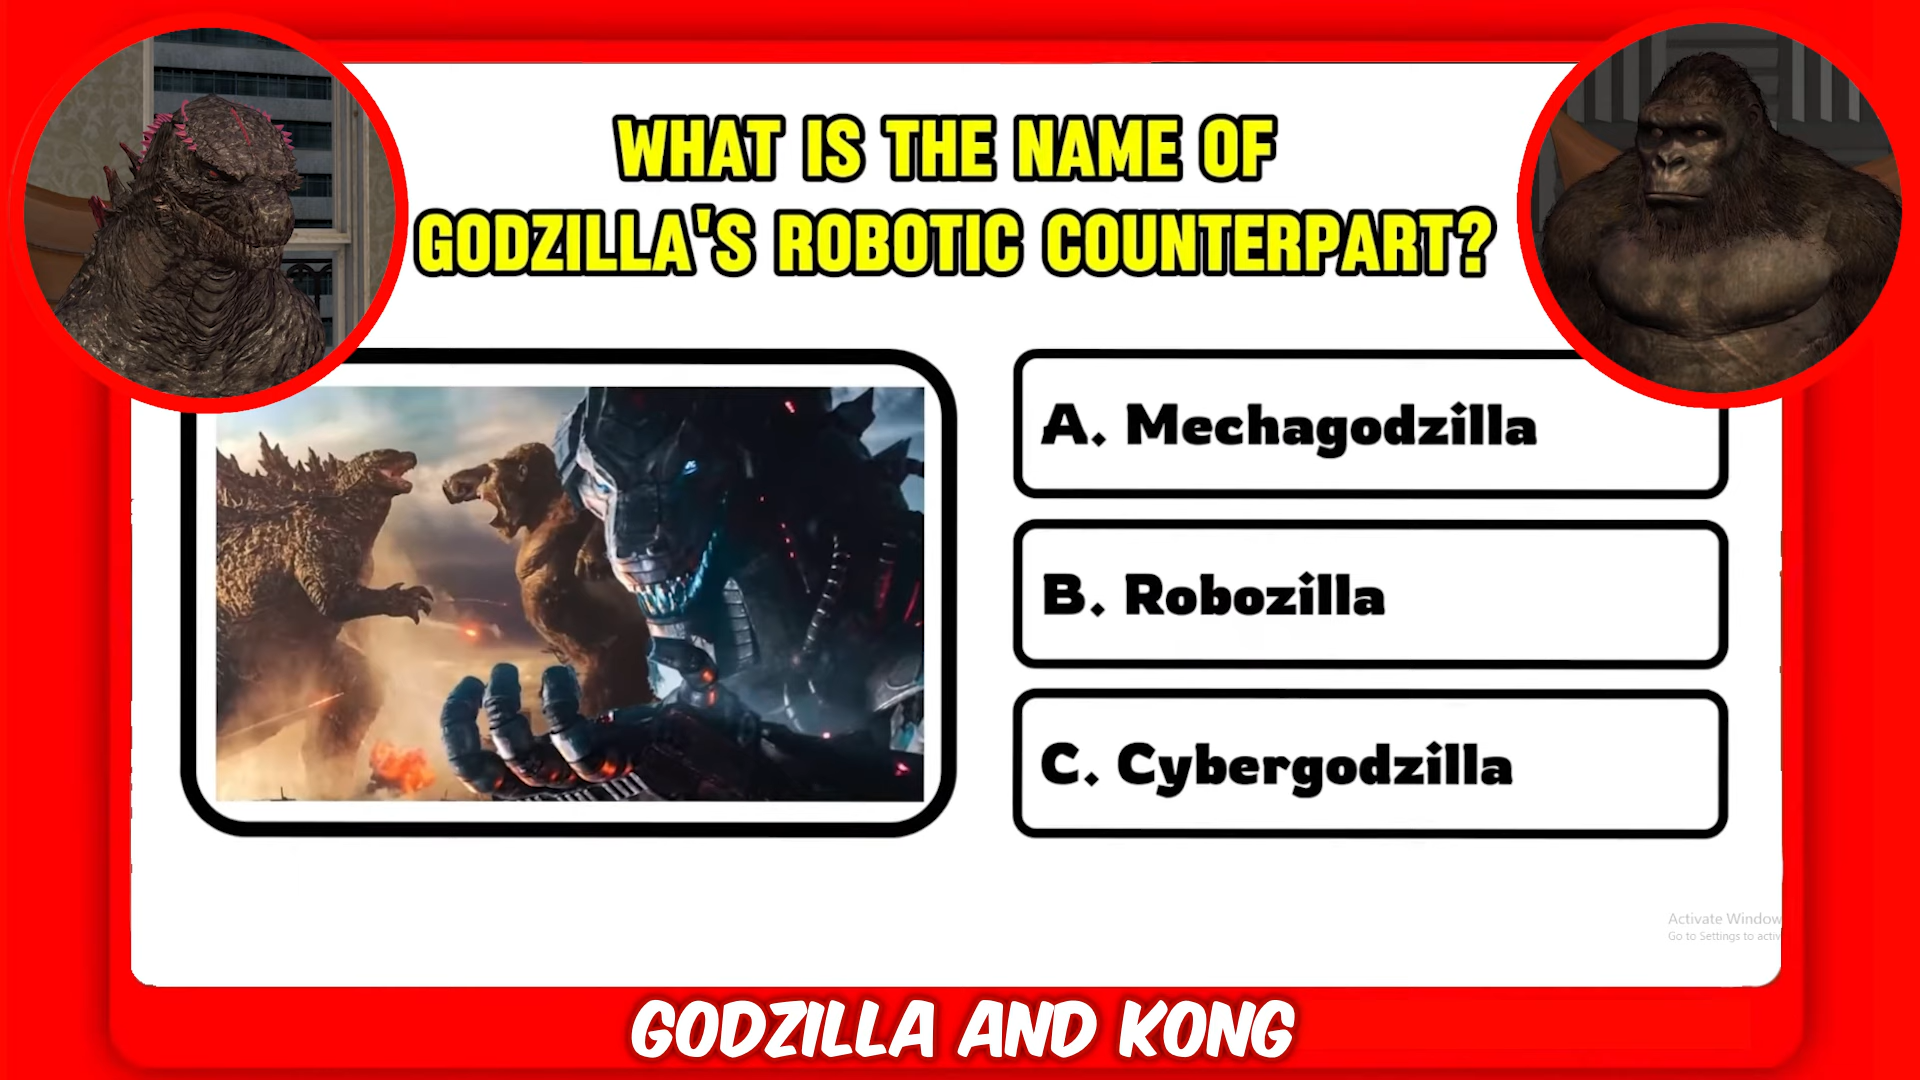 WHAT IS THE NAME OF
GODZILLA'S ROBOTIC COUNTERPART?
A. Mechagodzilla
B. Robozilla
C. Cybergodzilla
Activate Window
Go to Settings to activ
GODZILLA AND KONG